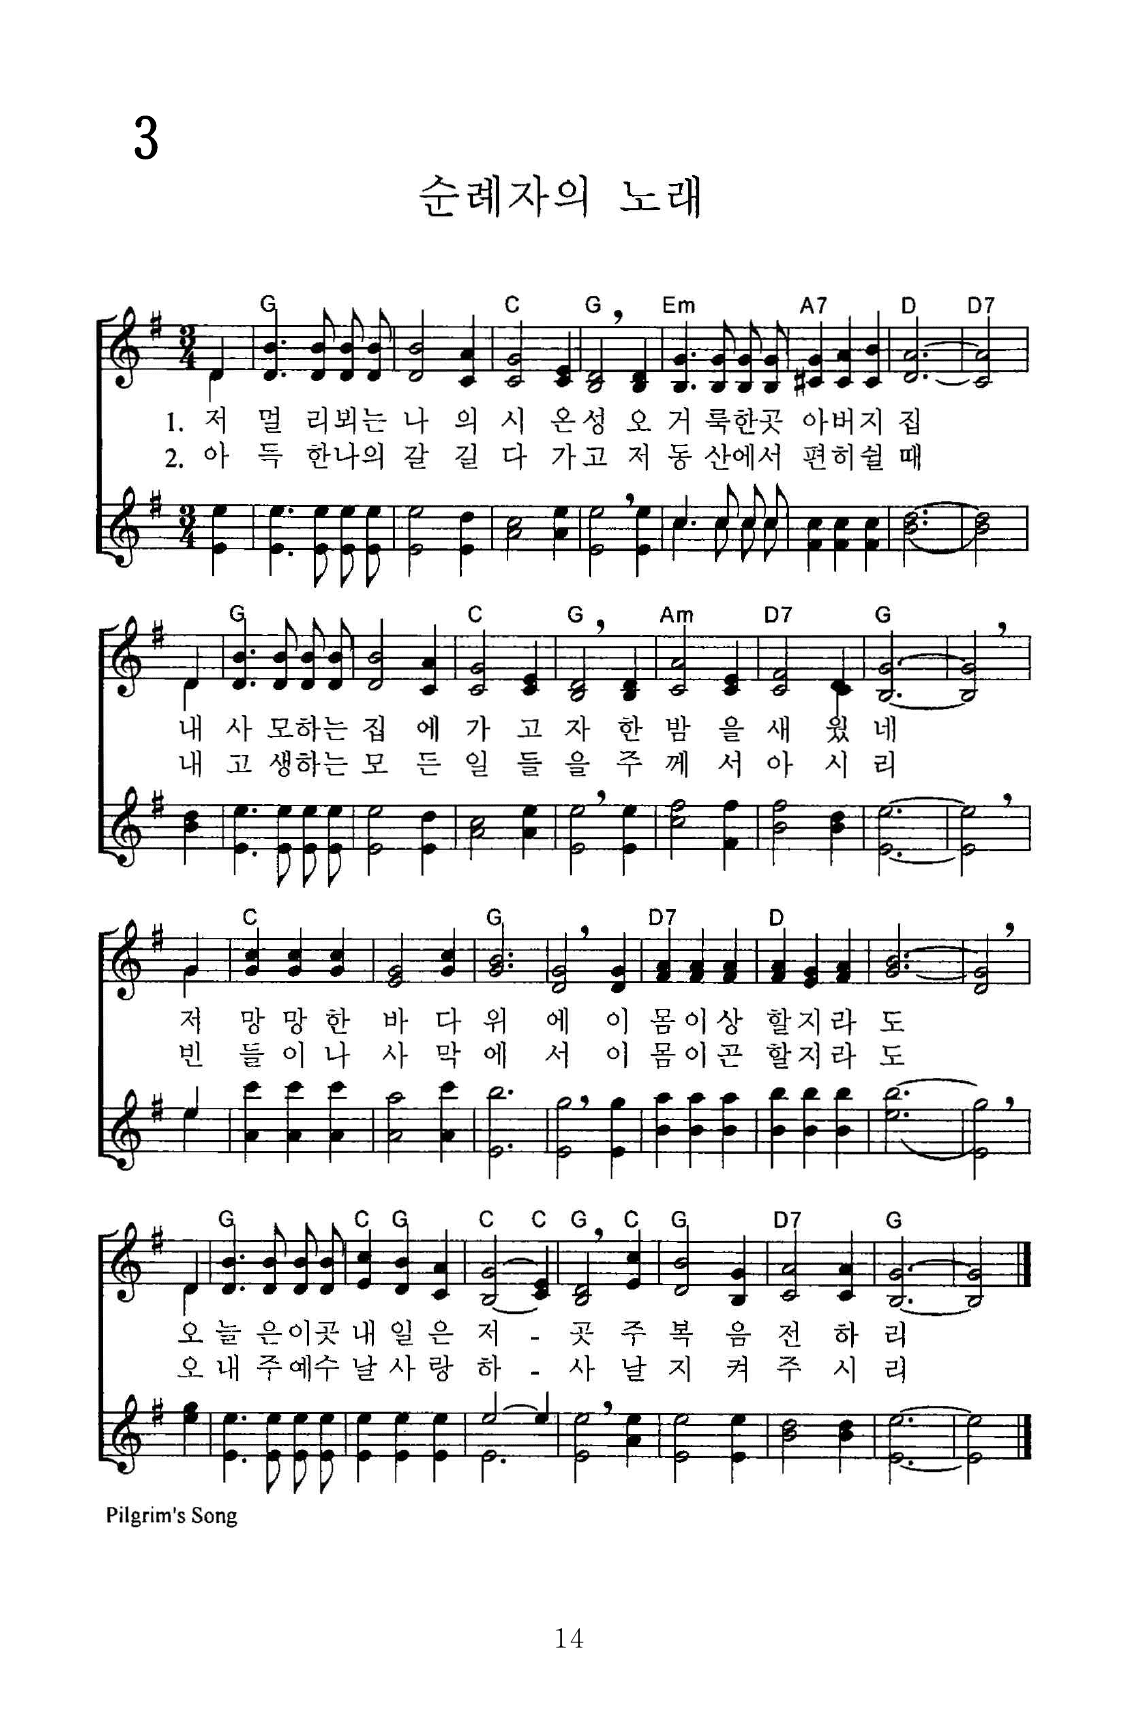 3
순례자의 노래
G C G Em A7 D D7
1. 저 멀 리뵈는 나 의 시 온성 오 거 룩한곳 아버지 집
2. 아 득 한나의 갈 길 다 가고 저 동 산에서 편히쉴 때
G C G Am D7 G
내 사 모하는 집 에 가 고 자 한 밤 을 새 웠 네
내 고 생하는 모 든 일 들 을 주 께 서 아 시 리
C G D7 D
저 망 망 한 바 다 위 에 이 몸 이 상 할 지 라 도
빈 들 이 나 사 막 에 서 이 몸 이 곤 할 지 라 도
G C G C C G C G D7 G
오 늘 은이곳 내 일 은 저 - 곳 주 복 음 전 하 리
오 내 주예수 날 사 랑 하 - 사 날 지 켜 주 시 리
Pilgrim's Song
14